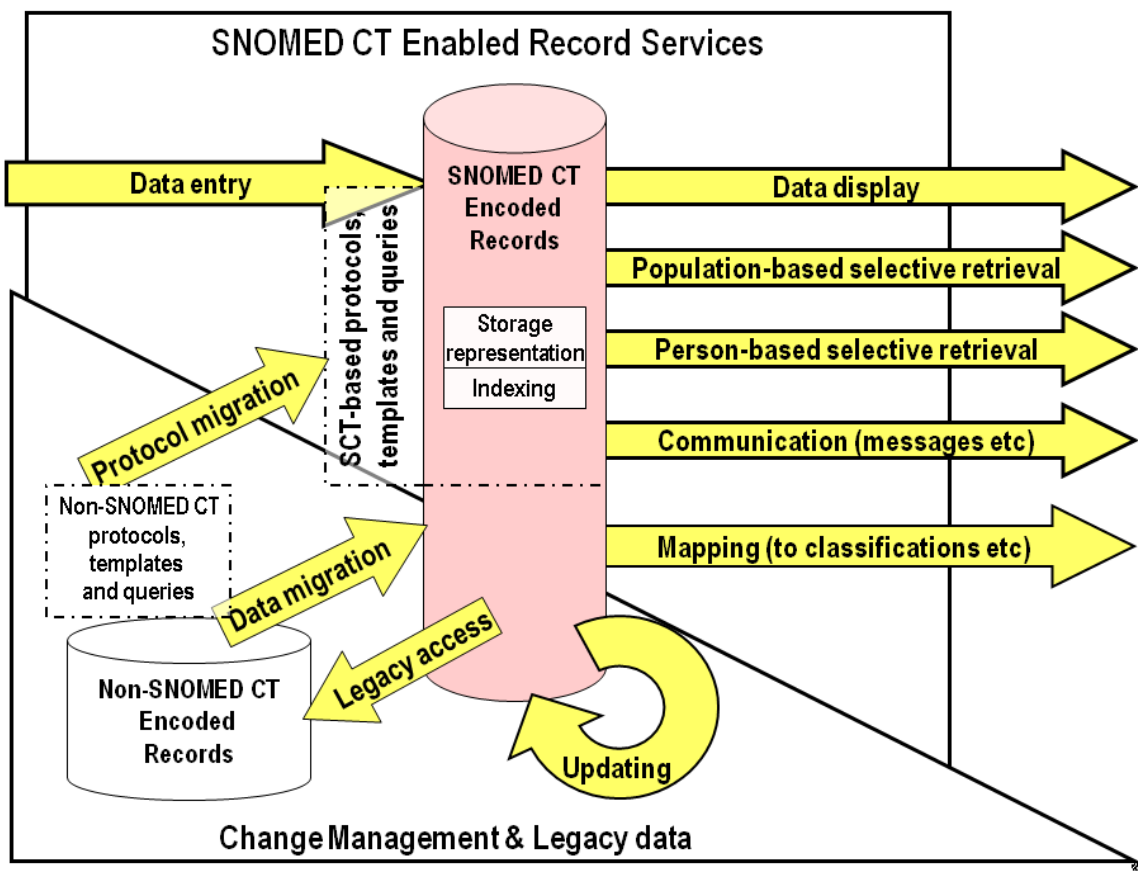 SNOMED CT Enabled Record Services
Data entry
SNOMED CT
Encoded
Records
Data display
Population-based selective retrieval
Person-based selective retrieval
Communication (messages etc)
Mapping (to classifications etc)
Storage
representation
Indexing
SCT-based protocols,
templates and queries
Protocol migration
Non-SNOMED CT
protocols,
templates
and queries
Data migration
Legacy access
Non-SNOMED CT
Encoded
Records
Updating
Change Management & Legacy data